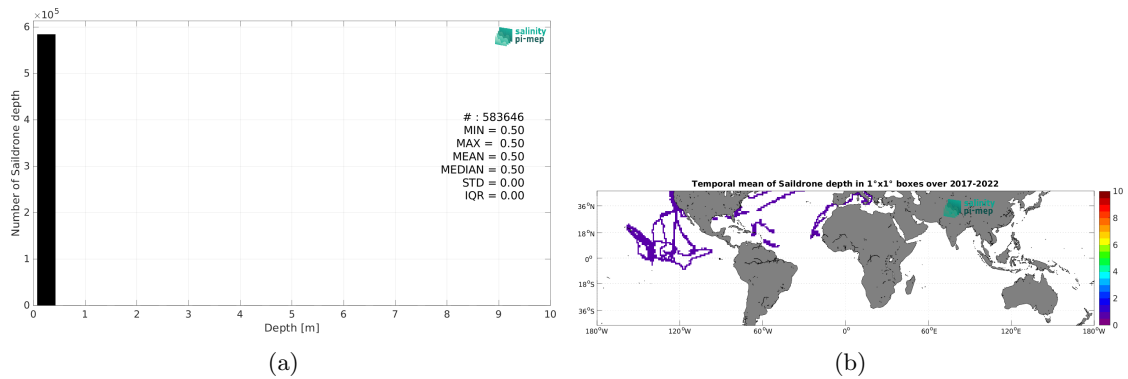 ×10⁵
6
5
4
3
2
1
0
Number of Saildrone depth
salinity
pi-mep
# : 583646
MIN = 0.50
MAX = 0.50
MEAN = 0.50
MEDIAN = 0.50
STD = 0.00
IQR = 0.00
0 1 2 3 4 5 6 7 8 9 10
Depth [m]
(a)
Temporal mean of Saildrone depth in 1°x1° boxes over 2017-2022
salinity
pi-mep
36°N
18°N
0°
18°S
36°S
180°W 120°W 60°W 0° 60°E 120°E 180°W
10
8
6
4
2
0
(b)